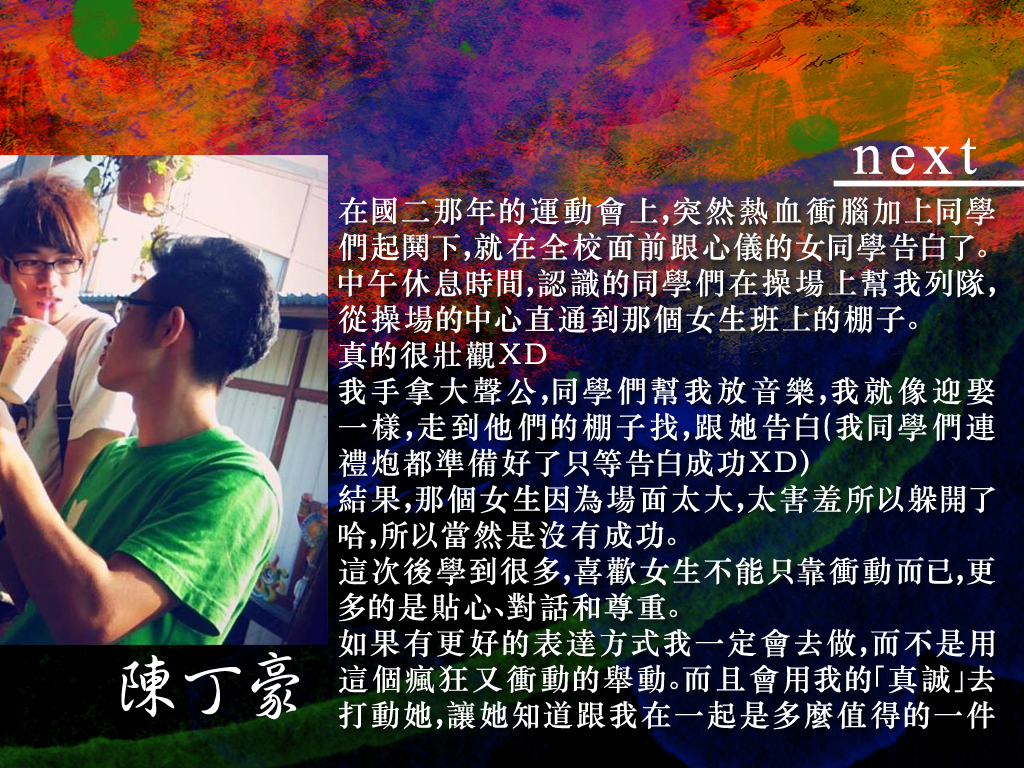 next
在國二那年的運動會上,突然熱血衝腦加上同學
們起鬨下,就在全校面前跟心儀的女同學告白了。
中午休息時間,認識的同學們在操場上幫我列隊,
從操場的中心直通到那個女生班上的棚子。
真的很壯觀XD
我手拿大聲公,同學們幫我放音樂,我就像迎娶
一樣,走到他們的棚子找,跟她告白(我同學們連
禮炮都準備好了只等告白成功XD)
結果,那個女生因為場面太大,太害羞所以躲開了
哈,所以當然是沒有成功。
這次後學到很多,喜歡女生不能只靠衝動而已,更
多的是貼心、對話和尊重。
如果有更好的表達方式我一定會去做,而不是用
這個瘋狂又衝動的舉動。而且會用我的「真誠」去
打動她,讓她知道跟我在一起是多麼值得的一件
陳丁豪